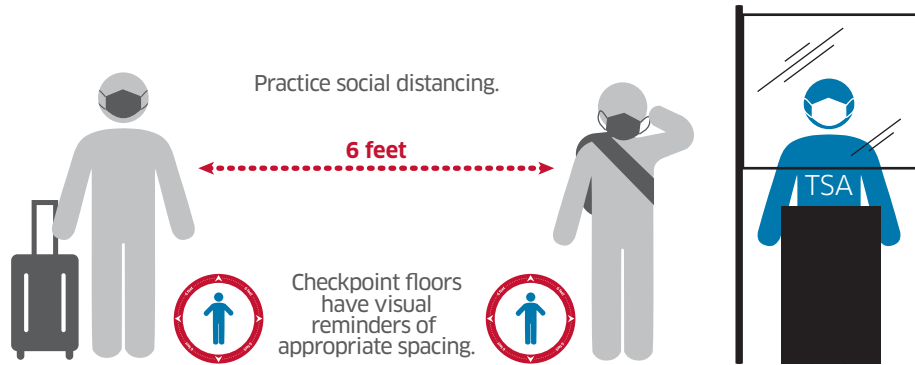 Practice social distancing.
6 feet
TSA
Checkpoint floors
have visual
reminders of
appropriate spacing.